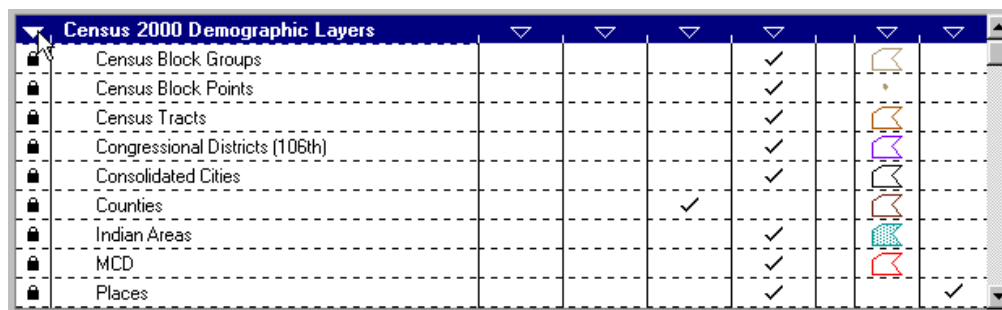 Census 2000 Demographic Layers
Census Block Groups
Census Block Points
Census Tracts
Congressional Districts (106th)
Consolidated Cities
Counties
Indian Areas
MCD
Places